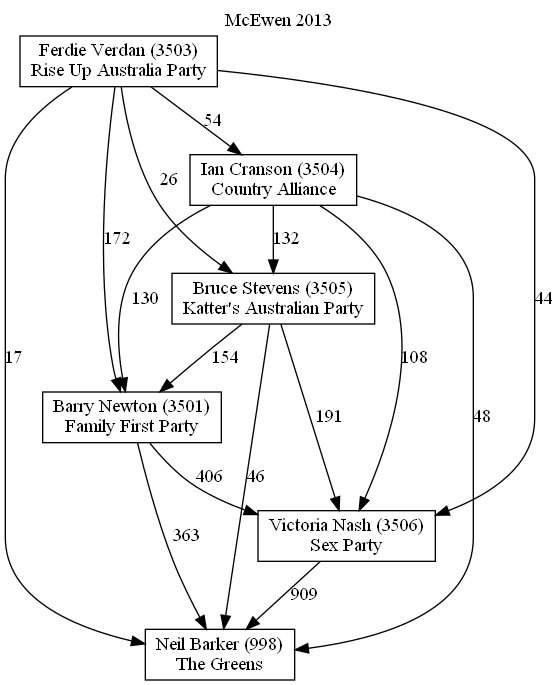 McEwen 2013
Ferdie Verdan (3503)
Rise Up Australia Party
54
Ian Cranson (3504)
Country Alliance
26
172
130
132
Bruce Stevens (3505)
Katter's Australian Party
17
108
44
154
Barry Newton (3501)
Family First Party
191
48
406
46
363
Victoria Nash (3506)
Sex Party
909
Neil Barker (998)
The Greens